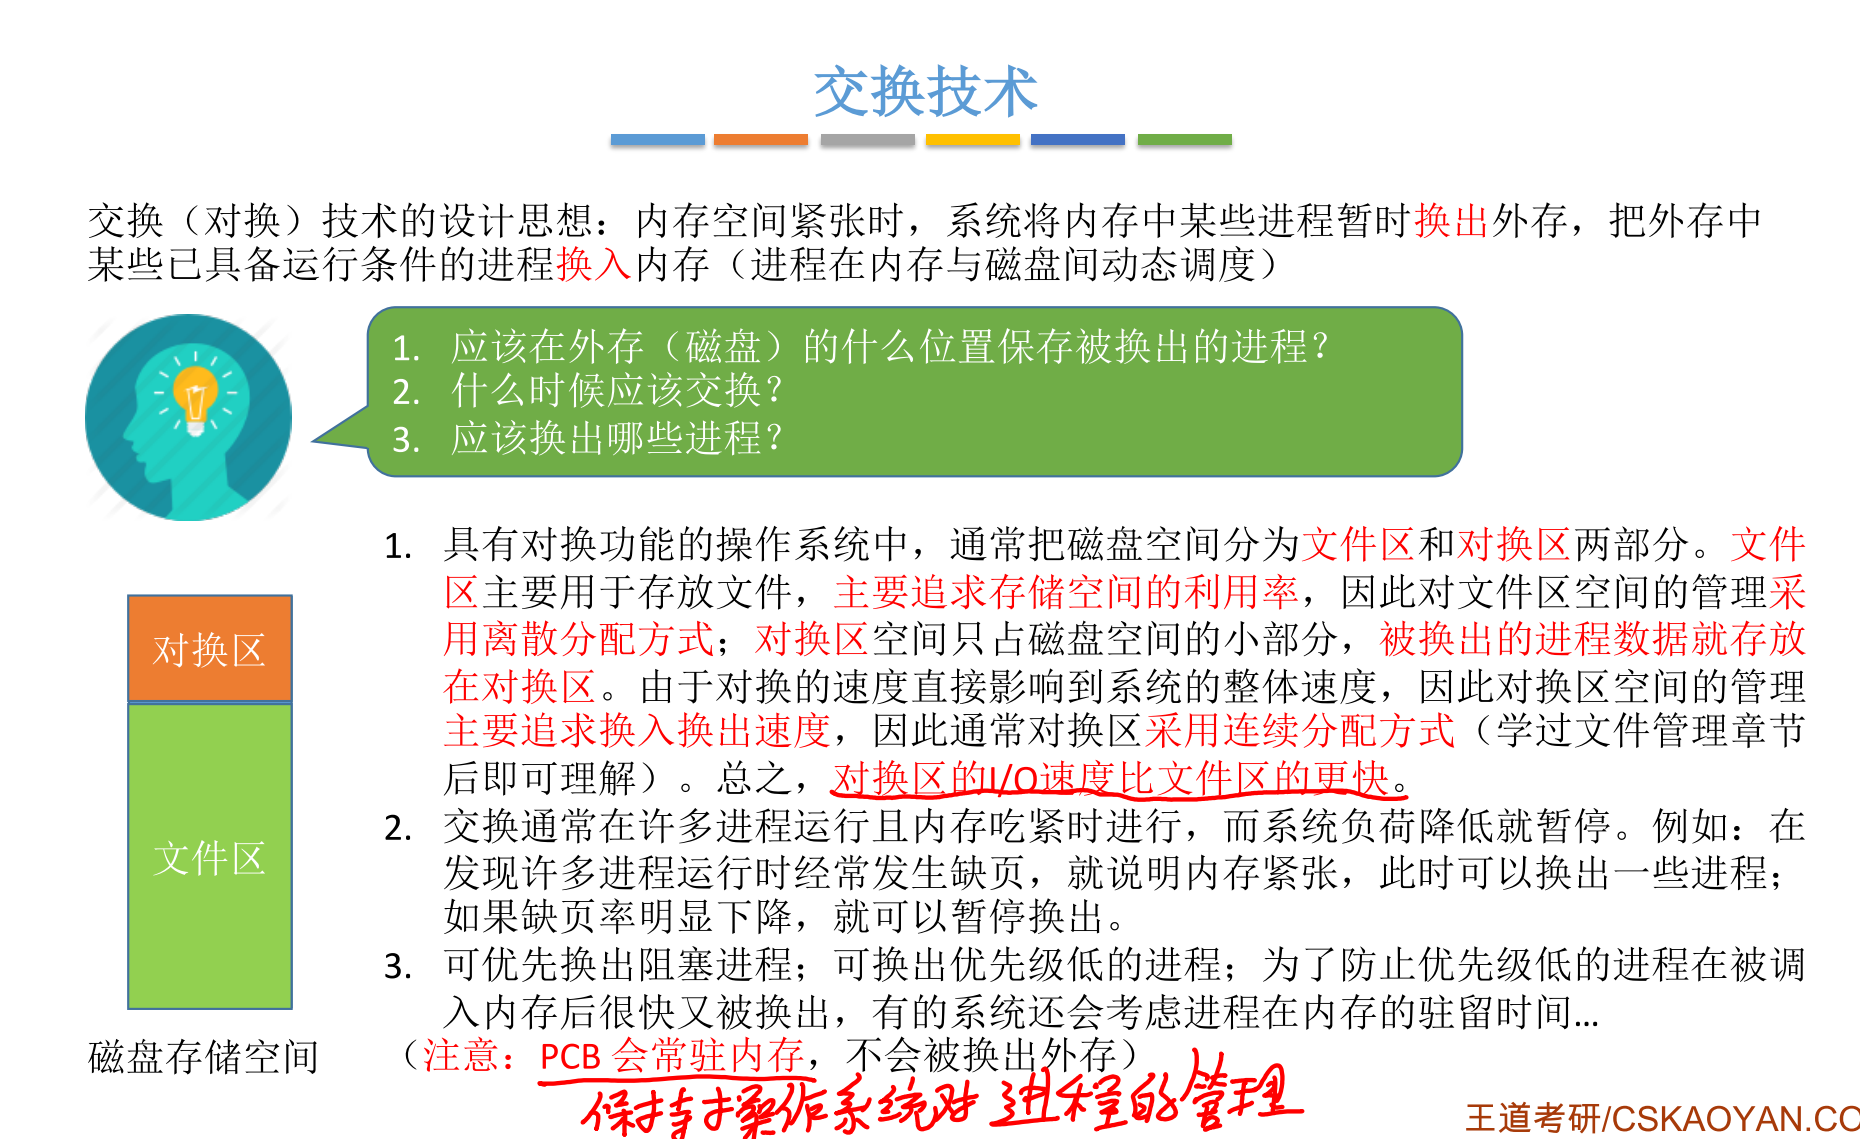 交换技术
交换（对换）技术的设计思想：内存空间紧张时，系统将内存中某些进程暂时换出外存，把外存中
某些已具备运行条件的进程换入内存（进程在内存与磁盘间动态调度）
1. 应该在外存（磁盘）的什么位置保存被换出的进程？
2. 什么时候应该交换？
3. 应该换出哪些进程？
1. 具有对换功能的操作系统中，通常把磁盘空间分为文件区和对换区两部分。文件
区主要用于存放文件，主要追求存储空间的利用率，因此对文件区空间的管理采
用离散分配方式；对换区空间只占磁盘空间的小部分，被换出的进程数据就存放
在对换区。由于对换的速度直接影响到系统的整体速度，因此对换区空间的管理
主要追求换入换出速度，因此通常对换区采用连续分配方式（学过文件管理章节
后即可理解）。总之，对换区的I/O速度比文件区的更快。
2. 交换通常在许多进程运行且内存吃紧时进行，而系统负荷降低就暂停。例如：在
发现许多进程运行时经常发生缺页，就说明内存紧张，此时可以换出一些进程；
如果缺页率明显下降，就可以暂停换出。
3. 可优先换出阻塞进程；可换出优先级低的进程；为了防止优先级低的进程在被调
入内存后很快又被换出，有的系统还会考虑进程在内存的驻留时间…
（注意：PCB 会常驻内存，不会被换出外存）
对换区
文件区
磁盘存储空间
保持操作系统对进程的管理
王道考研/CSKAOYAN.CO